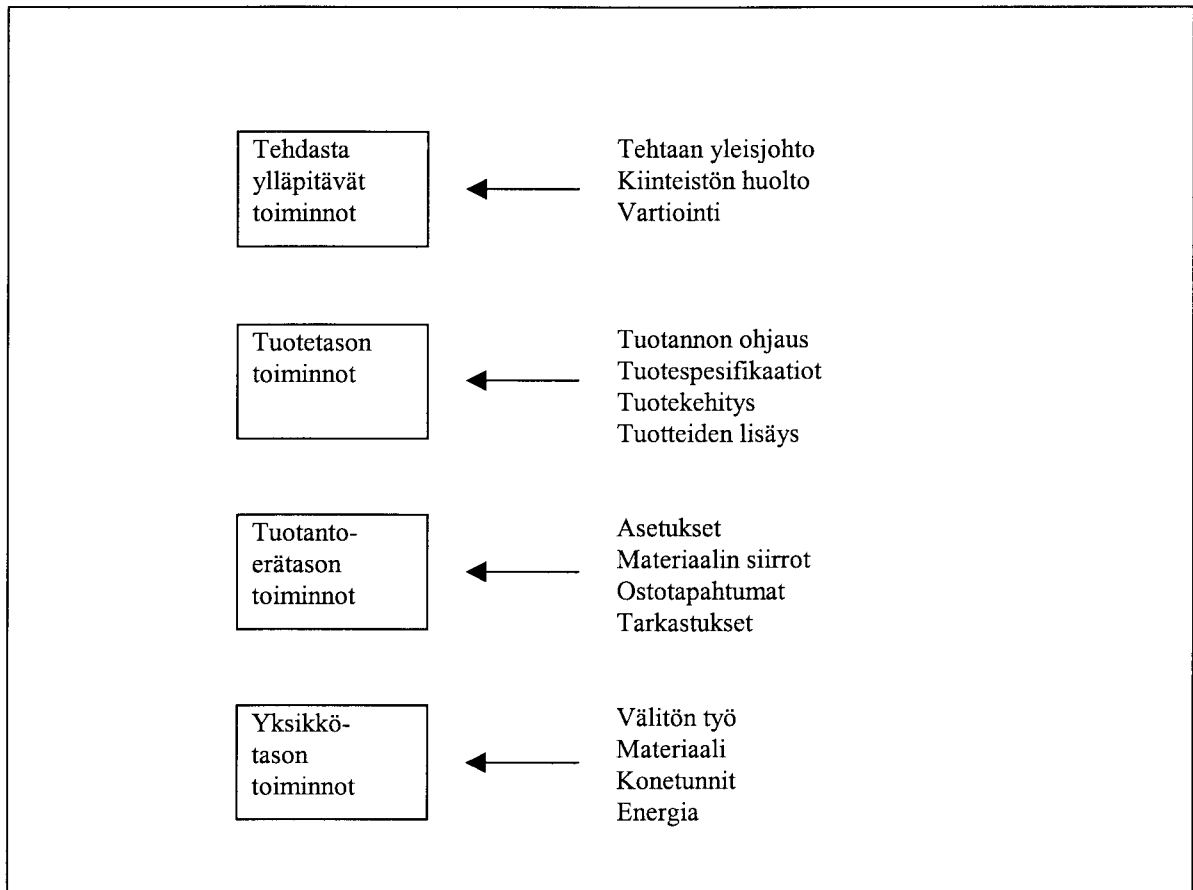 Tehdasta
ylläpitävät
toiminnot
Tehtaan yleisjohto
Kiinteistön huolto
Vartiointi
Tuotetason
toiminnot
Tuotannon ohjaus
Tuotespesifikaatiot
Tuotekehitys
Tuotteiden lisäys
Tuotanto-
erätason
toiminnot
Asetukset
Materiaalin siirrot
Ostotapahtumat
Tarkastukset
Yksikkö-
tason
toiminnot
Välitön työ
Materiaali
Konetunnit
Energia